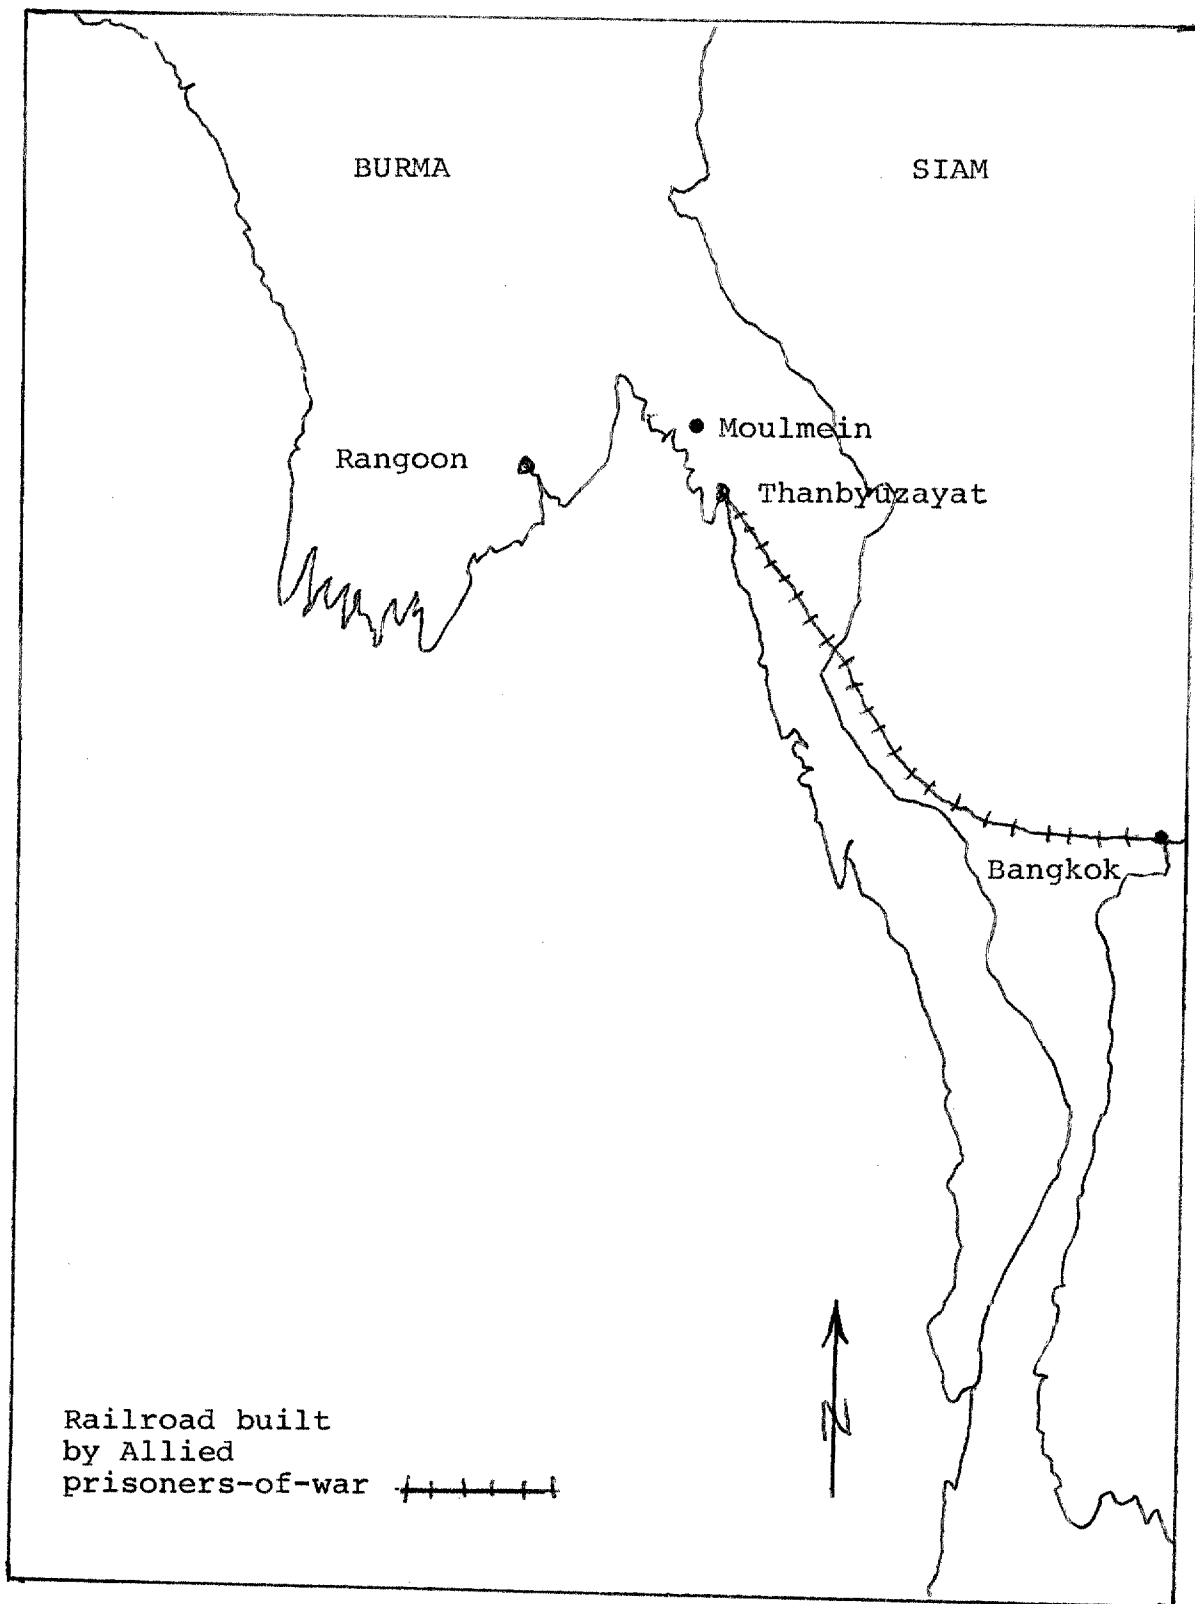 BURMA
SIAM
Moulmein
Rangoon
Thanbyuzayat
Bangkok
N
Railroad built
by Allied
prisoners-of-war